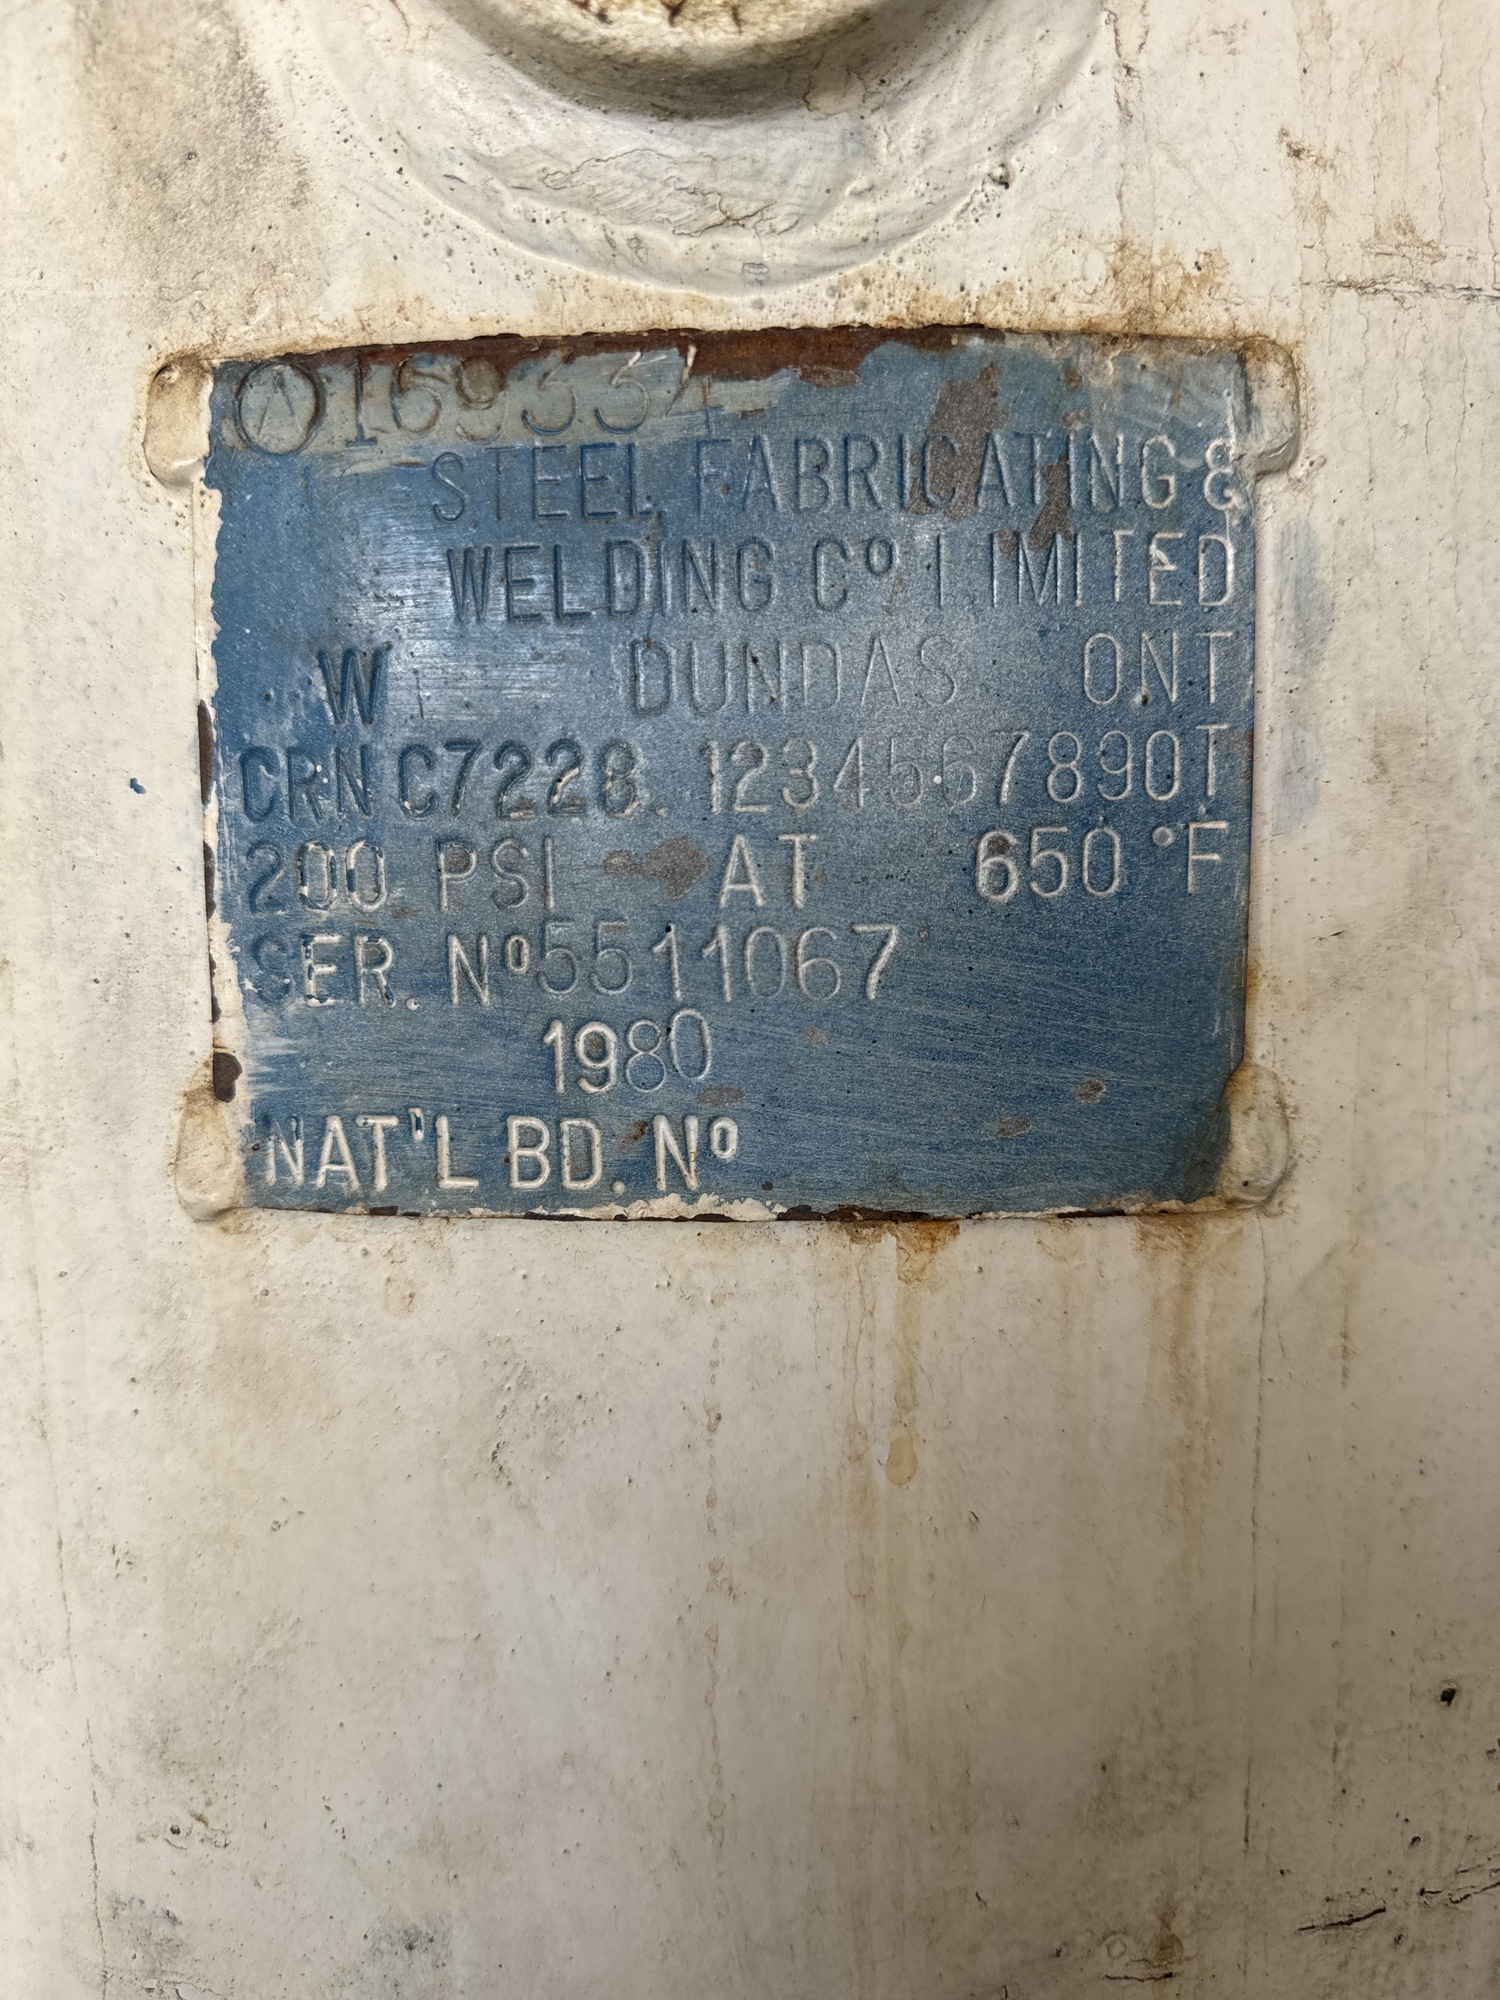 Ⓐ169334
STEEL FABRICATING &
WELDING Cº LIMITED
W DUNDAS ONT
CRN C7228. 1234567890T
200 PSI AT 650 °F
SER. Nº5511067
1980
NAT'L BD. Nº